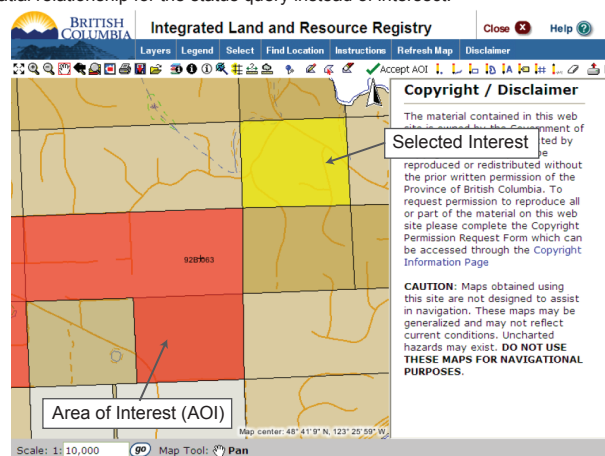 tial relationship for the status query instead of interest.
BRITISH
COLUMBIA
Integrated Land and Resource Registry
Close
Help
Layers Legend Select Find Location Instructions Refresh Map Disclaimer
Accept AOI
Copyright / Disclaimer
The material contained in this web
Government of
ted by
reproduced or redistributed without
the prior written permission of the
Province of British Columbia. To
request permission to reproduce all
or part of the material on this web
site please complete the Copyright
Permission Request Form which can
be accessed through the Copyright
Information Page
CAUTION: Maps obtained using
this site are not designed to assist
in navigation. These maps may be
generalized and may not reflect
current conditions. Uncharted
hazards may exist. DO NOT USE
THESE MAPS FOR NAVIGATIONAL
PURPOSES.
Selected Interest
Area of Interest (AOI)
Map center: 48° 41' 9" N, 123° 25' 59" W
Scale: 1: 10,000 go Map Tool: Pan